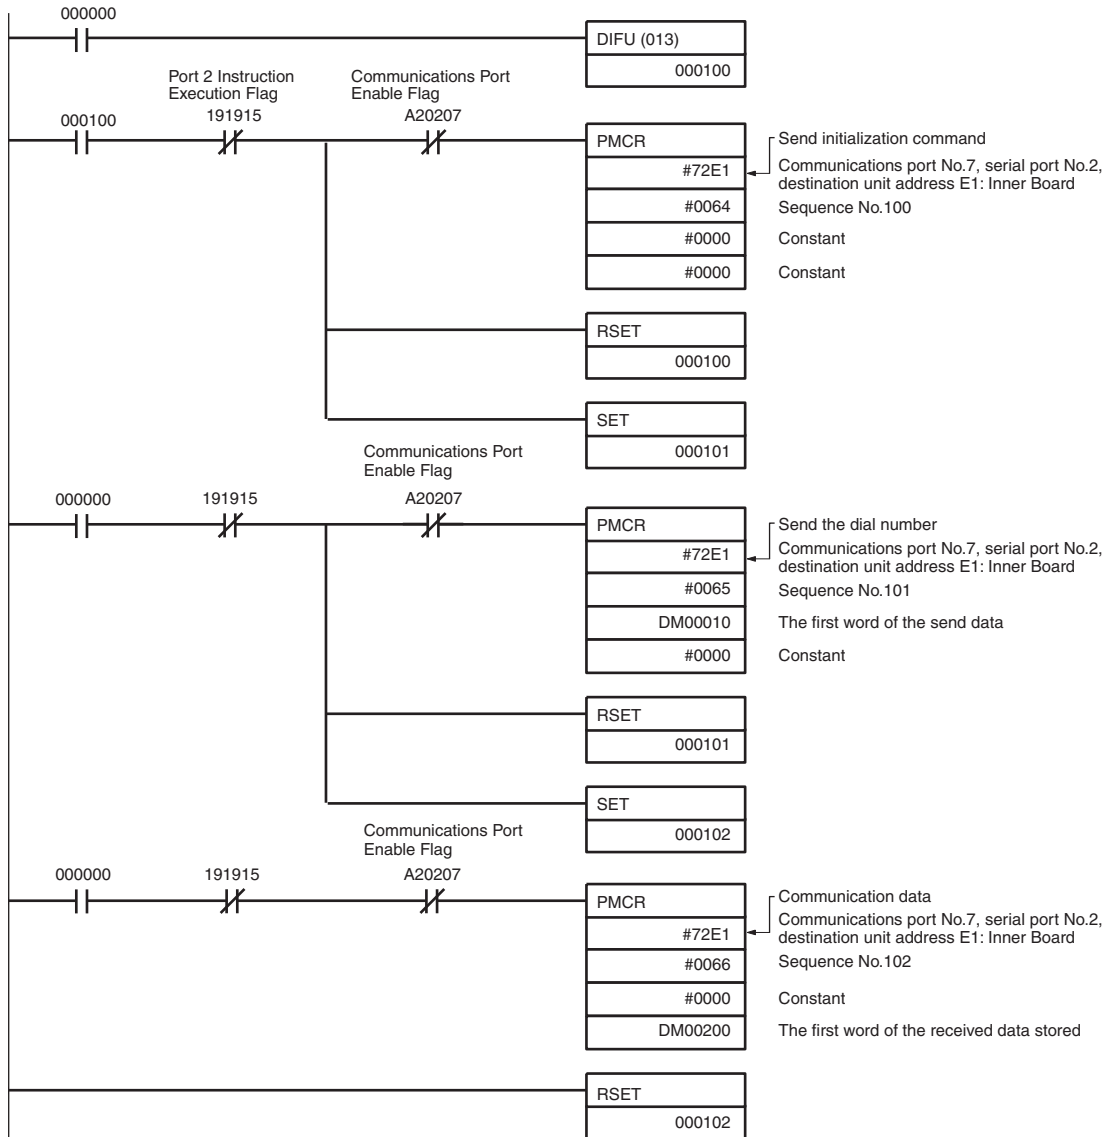 000000
DIFU (013)
000100
Port 2 Instruction
Execution Flag
Communications Port
Enable Flag
000100
191915
A20207
PMCR
Send initialization command
#72E1
Communications port No.7, serial port No.2,
destination unit address E1: Inner Board
#0064
Sequence No.100
#0000
Constant
#0000
Constant
RSET
000100
SET
000101
Communications Port
Enable Flag
000000
191915
A20207
PMCR
Send the dial number
#72E1
Communications port No.7, serial port No.2,
destination unit address E1: Inner Board
#0065
Sequence No.101
DM00010
The first word of the send data
#0000
Constant
RSET
000101
SET
000102
Communications Port
Enable Flag
000000
191915
A20207
PMCR
Communication data
#72E1
Communications port No.7, serial port No.2,
destination unit address E1: Inner Board
#0066
Sequence No.102
#0000
Constant
DM00200
The first word of the received data stored
RSET
000102